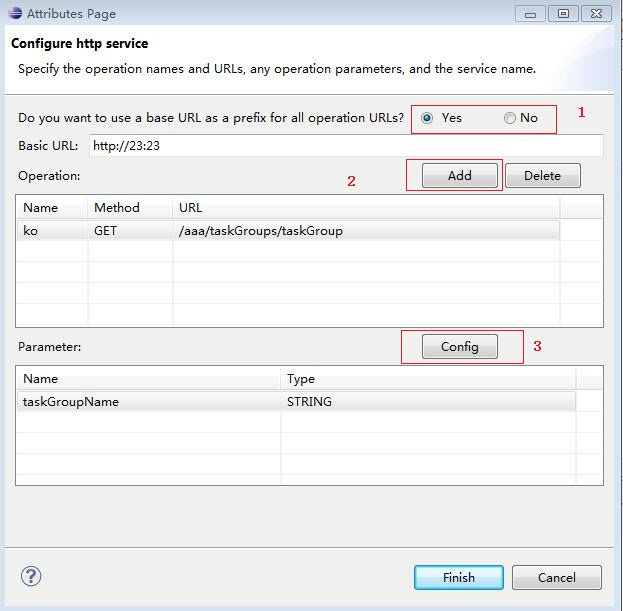 Attributes Page
Configure http service
Specify the operation names and URLs, any operation parameters, and the service name.
Do you want to use a base URL as a prefix for all operation URLs? Yes No 1
Basic URL: http://23:23
Operation: 2 Add Delete
Name Method URL
ko GET /aaa/taskGroups/taskGroup
Parameter: Config 3
Name Type
taskGroupName STRING
? Finish Cancel